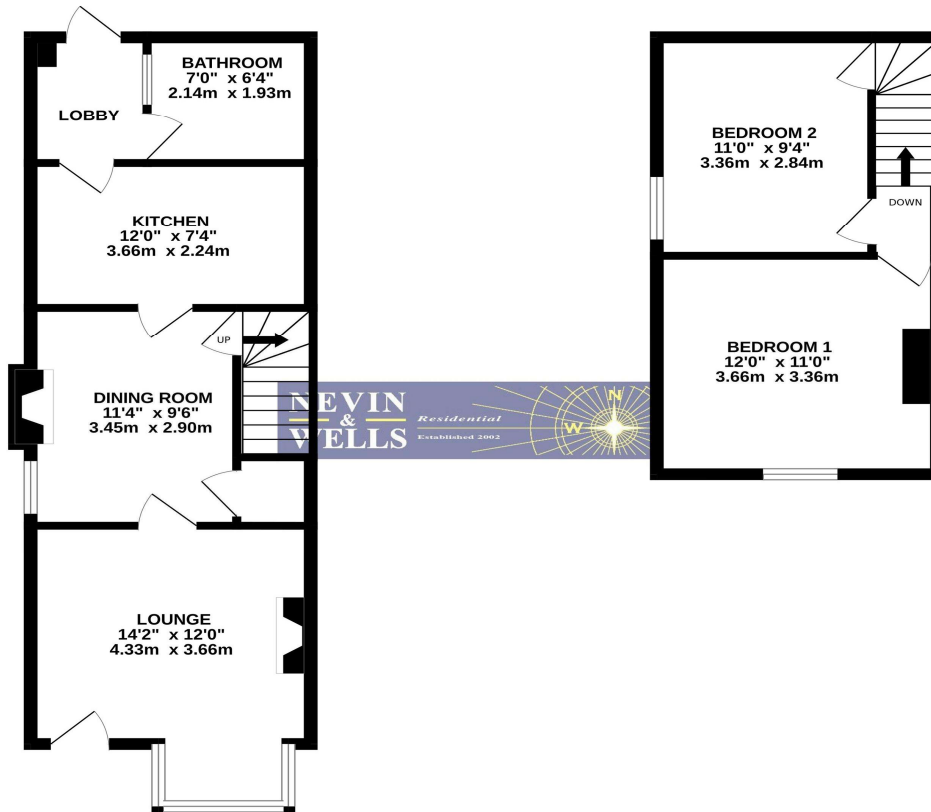 BATHROOM
7'0" x 6'4"
2.14m x 1.93m
LOBBY
KITCHEN
12'0" x 7'4"
3.66m x 2.24m
UP
DINING ROOM
11'4" x 9'6"
3.45m x 2.90m
LOUNGE
14'2" x 12'0"
4.33m x 3.66m
NEVIN
&
WELLS
Residential
Established 2002
N
W
BEDROOM 2
11'0" x 9'4"
3.36m x 2.84m
DOWN
BEDROOM 1
12'0" x 11'0"
3.66m x 3.36m